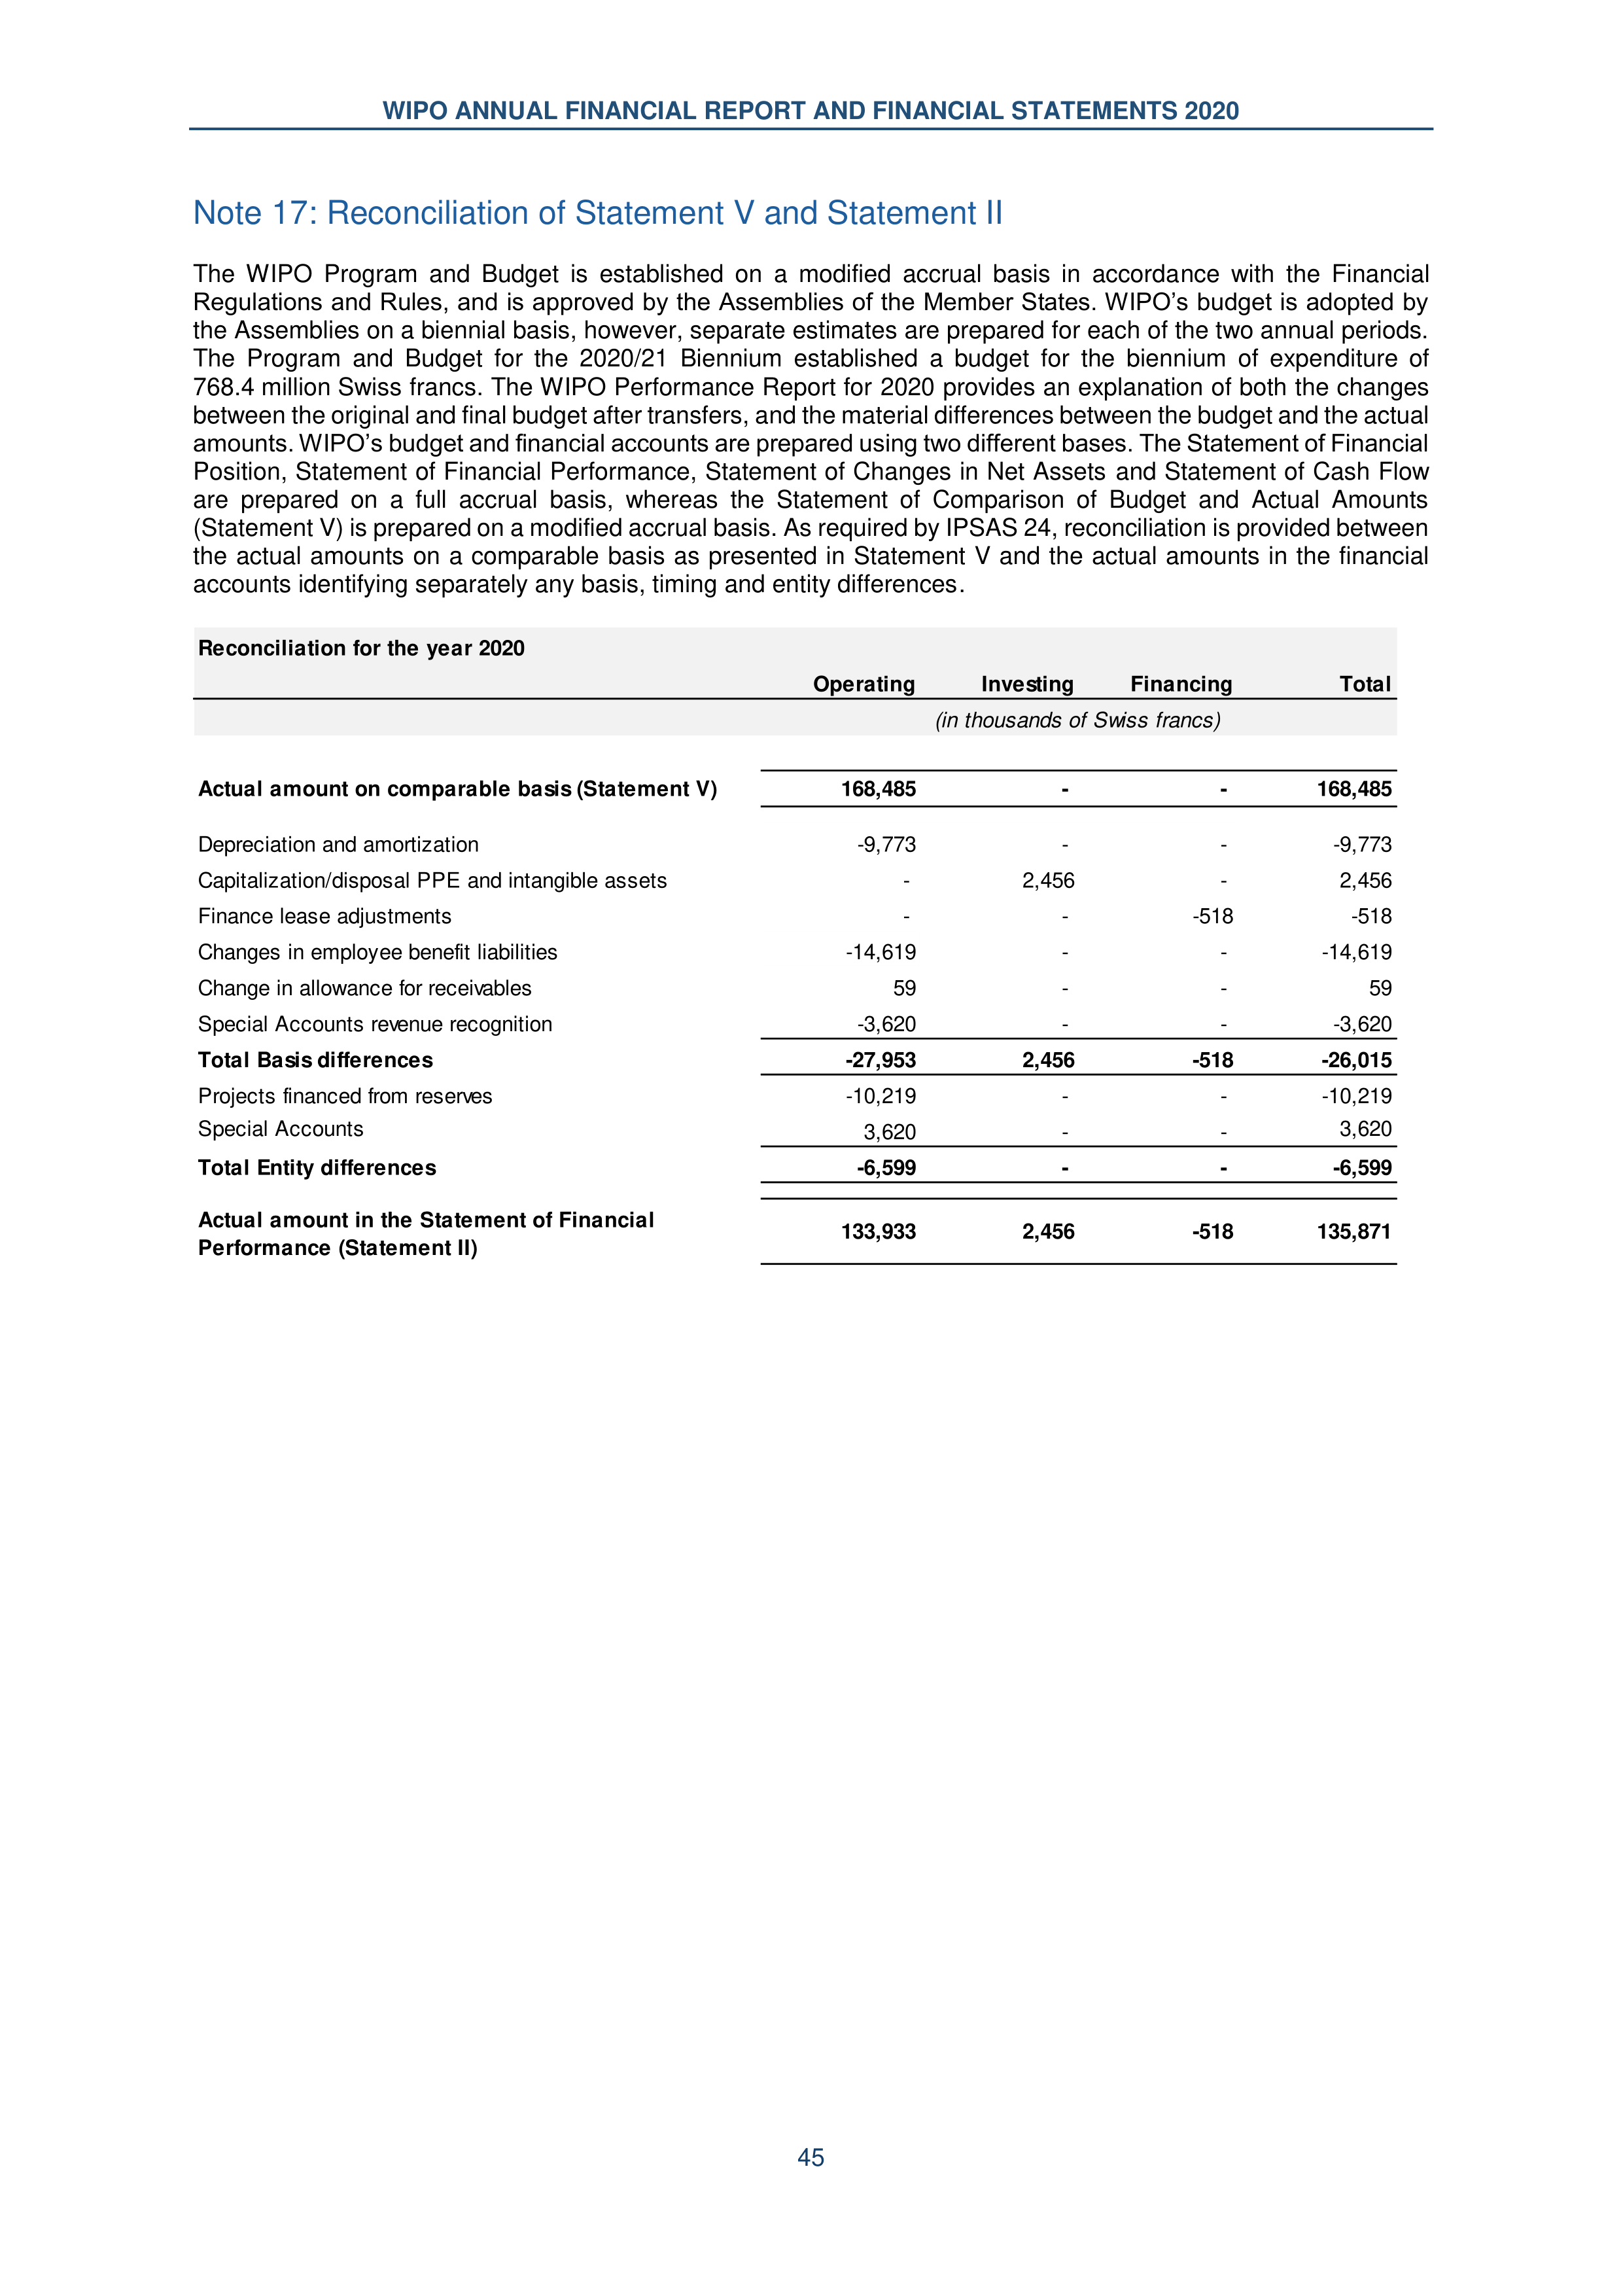 WIPO ANNUAL FINANCIAL REPORT AND FINANCIAL STATEMENTS 2020
Note 17: Reconciliation of Statement V and Statement II
The WIPO Program and Budget is established on a modified accrual basis in accordance with the Financial
Regulations and Rules, and is approved by the Assemblies of the Member States. WIPO’s budget is adopted by
the Assemblies on a biennial basis, however, separate estimates are prepared for each of the two annual periods.
The Program and Budget for the 2020/21 Biennium established a budget for the biennium of expenditure of
768.4 million Swiss francs. The WIPO Performance Report for 2020 provides an explanation of both the changes
between the original and final budget after transfers, and the material differences between the budget and the actual
amounts. WIPO’s budget and financial accounts are prepared using two different bases. The Statement of Financial
Position, Statement of Financial Performance, Statement of Changes in Net Assets and Statement of Cash Flow
are prepared on a full accrual basis, whereas the Statement of Comparison of Budget and Actual Amounts
(Statement V) is prepared on a modified accrual basis. As required by IPSAS 24, reconciliation is provided between
the actual amounts on a comparable basis as presented in Statement V and the actual amounts in the financial
accounts identifying separately any basis, timing and entity differences.
Reconciliation for the year 2020
Operating Investing Financing Total
(in thousands of Swiss francs)
Actual amount on comparable basis (Statement V) 168,485 - - 168,485
Depreciation and amortization -9,773 - - -9,773
Capitalization/disposal PPE and intangible assets - 2,456 - 2,456
Finance lease adjustments - - -518 -518
Changes in employee benefit liabilities -14,619 - - -14,619
Change in allowance for receivables 59 - - 59
Special Accounts revenue recognition -3,620 - - -3,620
Total Basis differences -27,953 2,456 -518 -26,015
Projects financed from reserves -10,219 - - -10,219
Special Accounts 3,620 - - 3,620
Total Entity differences -6,599 - - -6,599
Actual amount in the Statement of Financial
Performance (Statement II) 133,933 2,456 -518 135,871
45